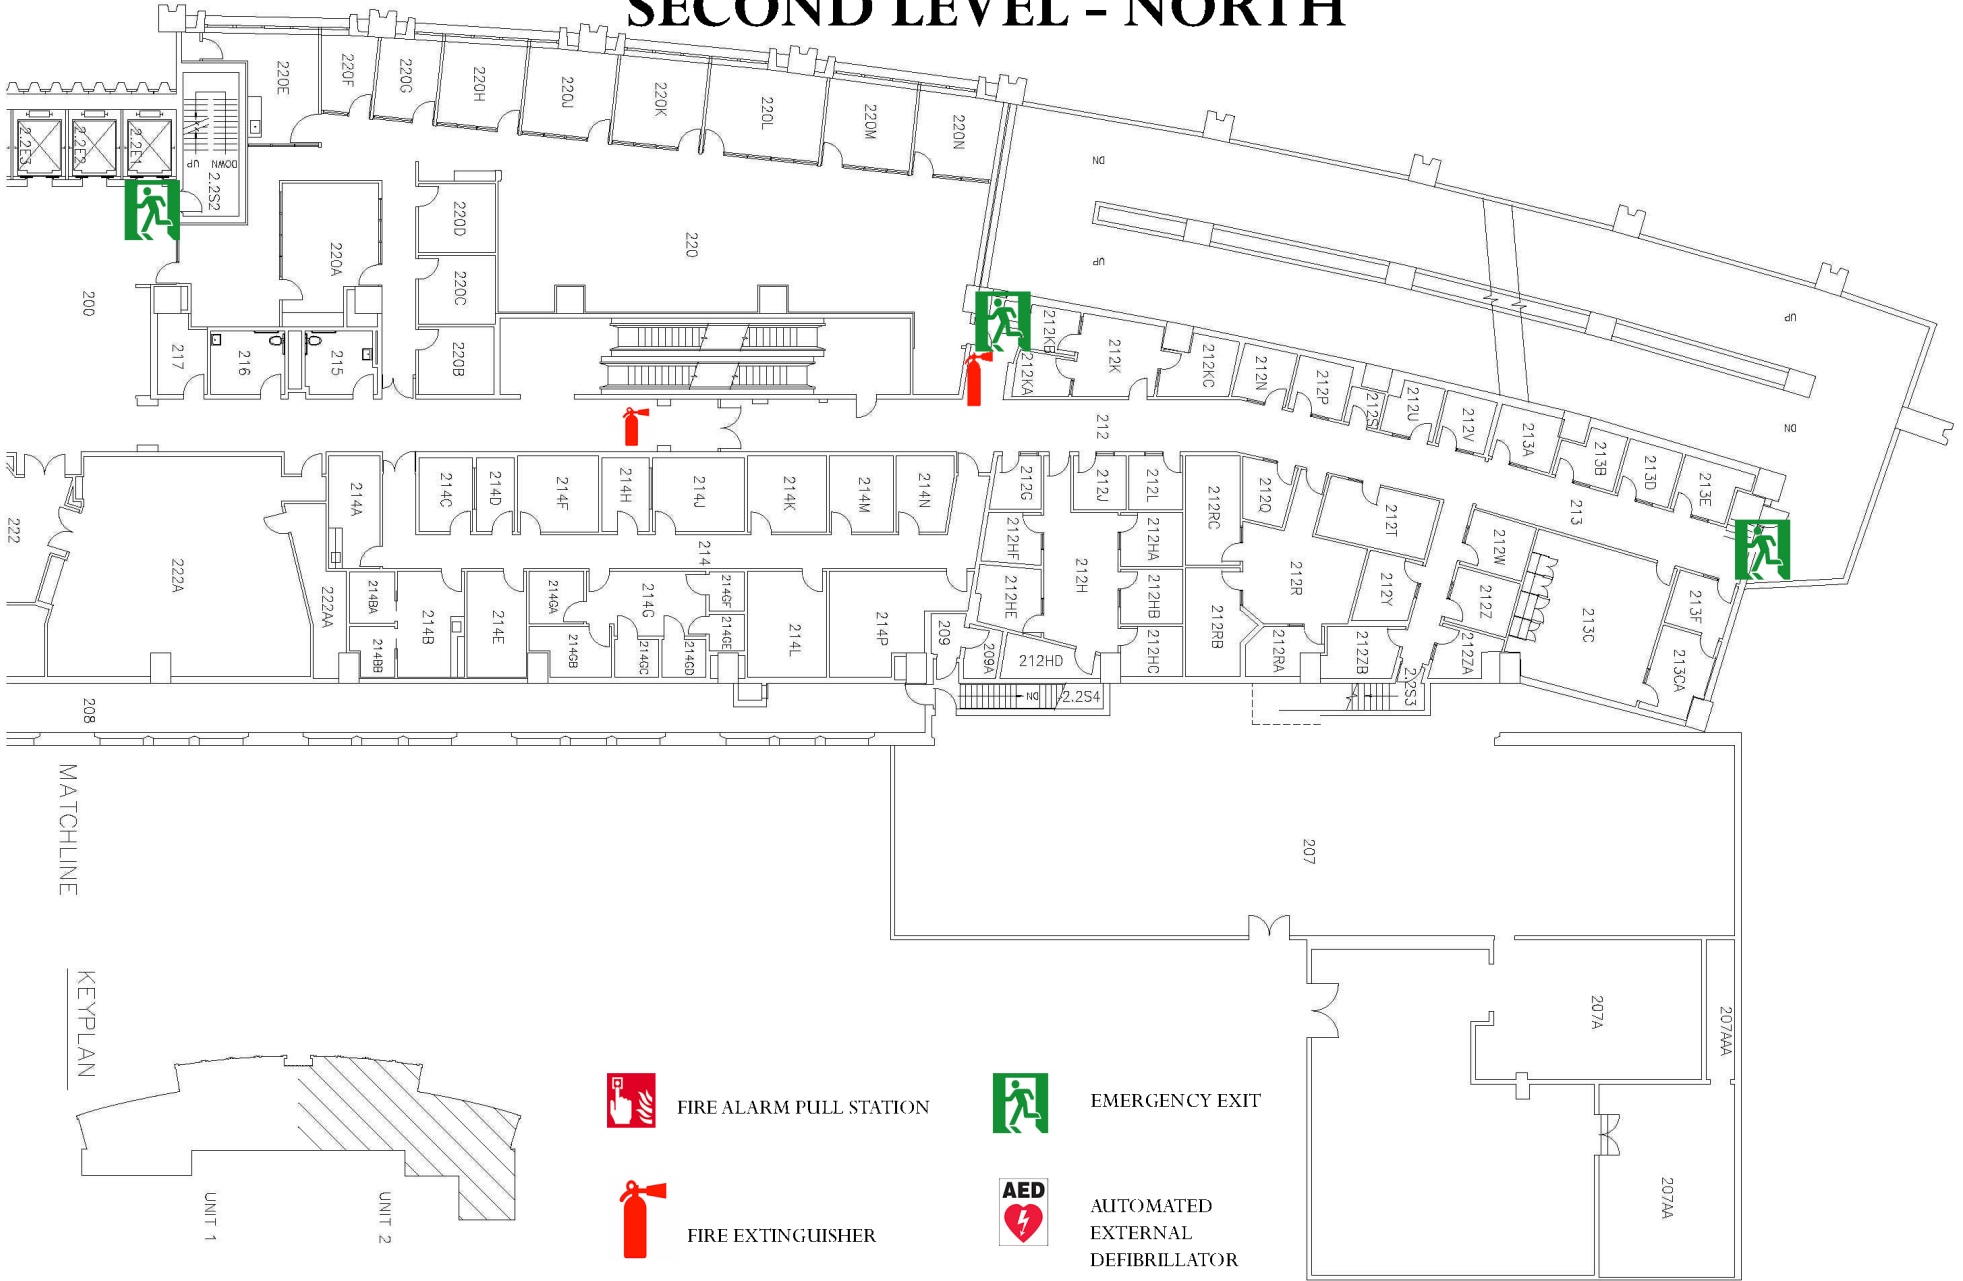 SECOND LEVEL - NORTH
220E
220F
220G
220H
220J
220K
220L
220M
220N
2.2E3
2.2E2
2.2E1
UP
DOWN
2.2S2
DN
UP
UP
DN
220D
220A
220
220C
200
220B
217
216
215
212KB
212KA
212K
212KC
212N
212P
212S
212U
212V
213A
213B
213D
213E
212
213
214A
214C
214D
214F
214H
214J
214K
214M
214N
212G
212J
212L
212RC
212Q
212T
212W
222
222A
222AA
214
212HF
212HA
212H
212HE
212HB
212R
212Y
212Z
213C
213F
214BA
214B
214BB
214E
214GA
214G
214GB
214GC
214GD
214GF
214GE
214L
214P
209
209A
212HD
212HC
212RB
212RA
212ZB
212ZA
213CA
208
DN
2.2S4
2.2S3
207
MATCHLINE
207A
207AAA
207AA
KEYPLAN
UNIT 1
UNIT 2
FIRE ALARM PULL STATION
EMERGENCY EXIT
FIRE EXTINGUISHER
AED
AUTOMATED
EXTERNAL
DEFIBRILLATOR